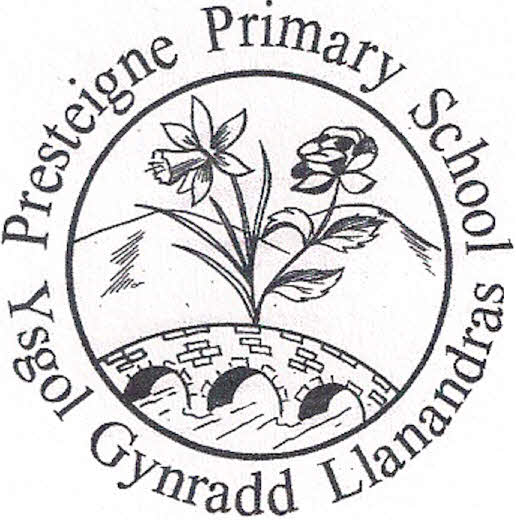 Presteigne Primary School
Ysgol Gynradd Llanandras